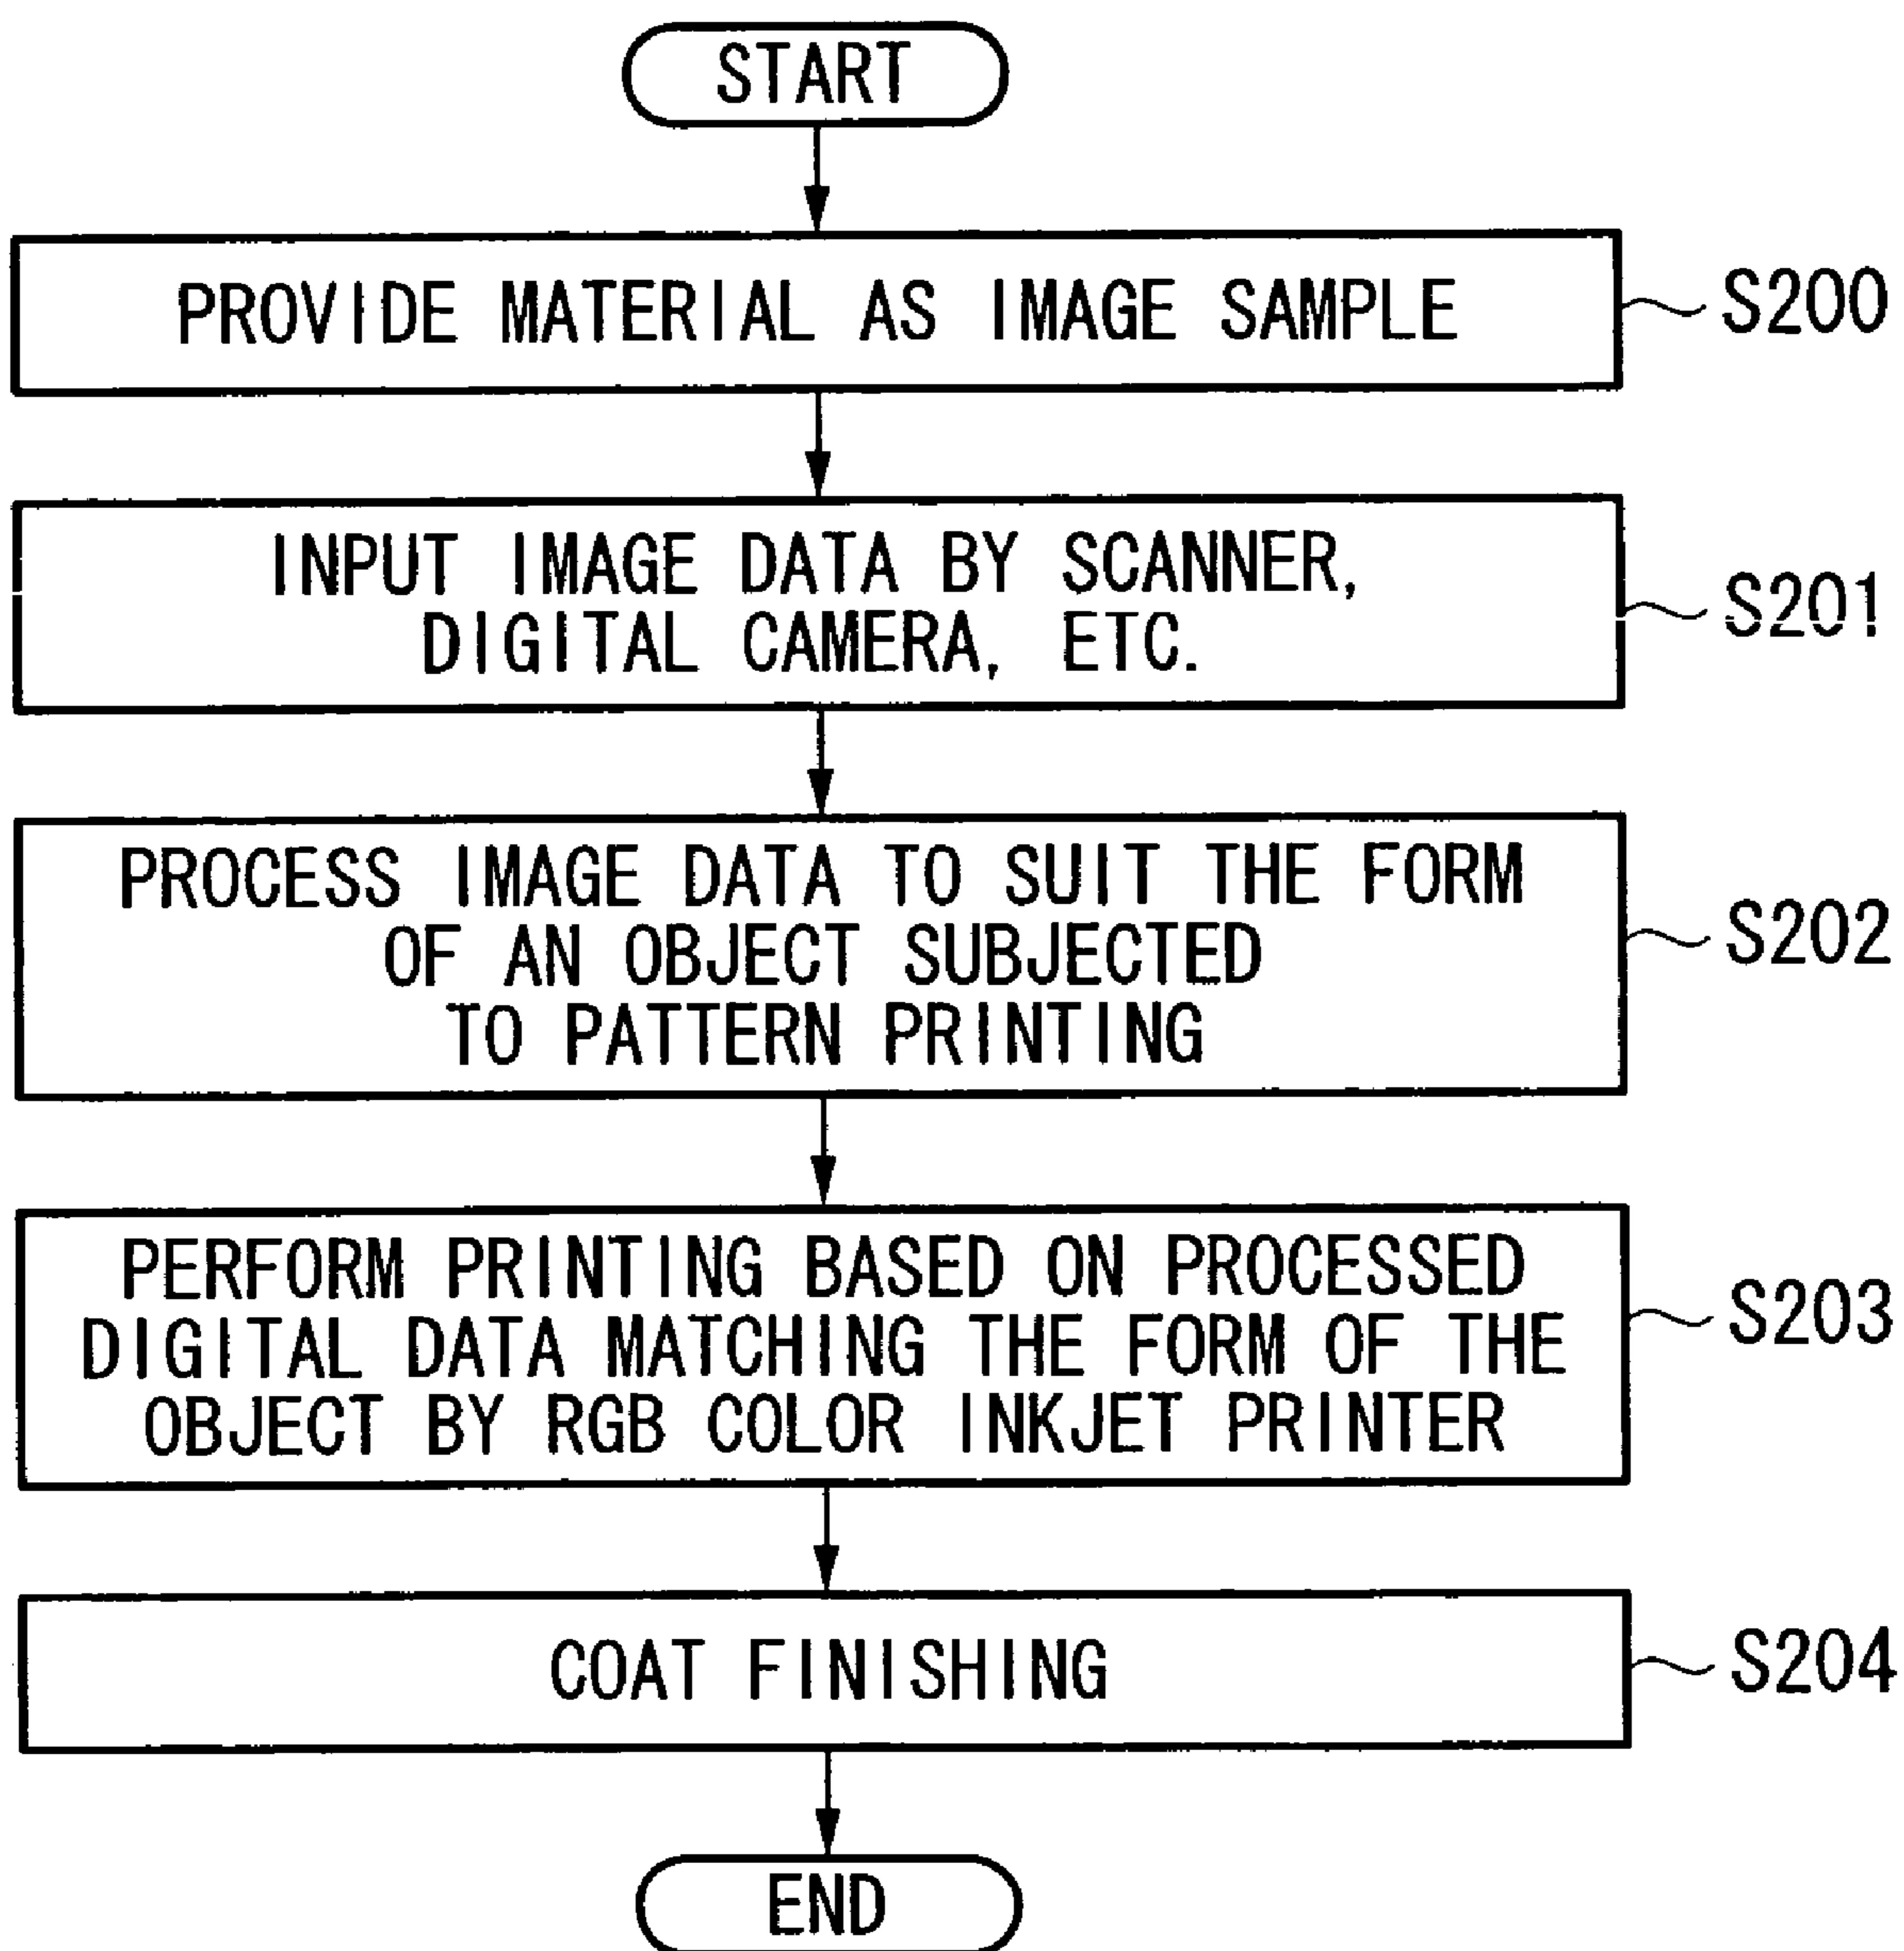 START
PROVIDE MATERIAL AS IMAGE SAMPLE
S200
INPUT IMAGE DATA BY SCANNER,
DIGITAL CAMERA, ETC.
S201
PROCESS IMAGE DATA TO SUIT THE FORM
OF AN OBJECT SUBJECTED
TO PATTERN PRINTING
S202
PERFORM PRINTING BASED ON PROCESSED
DIGITAL DATA MATCHING THE FORM OF THE
OBJECT BY RGB COLOR INKJET PRINTER
S203
COAT FINISHING
S204
END